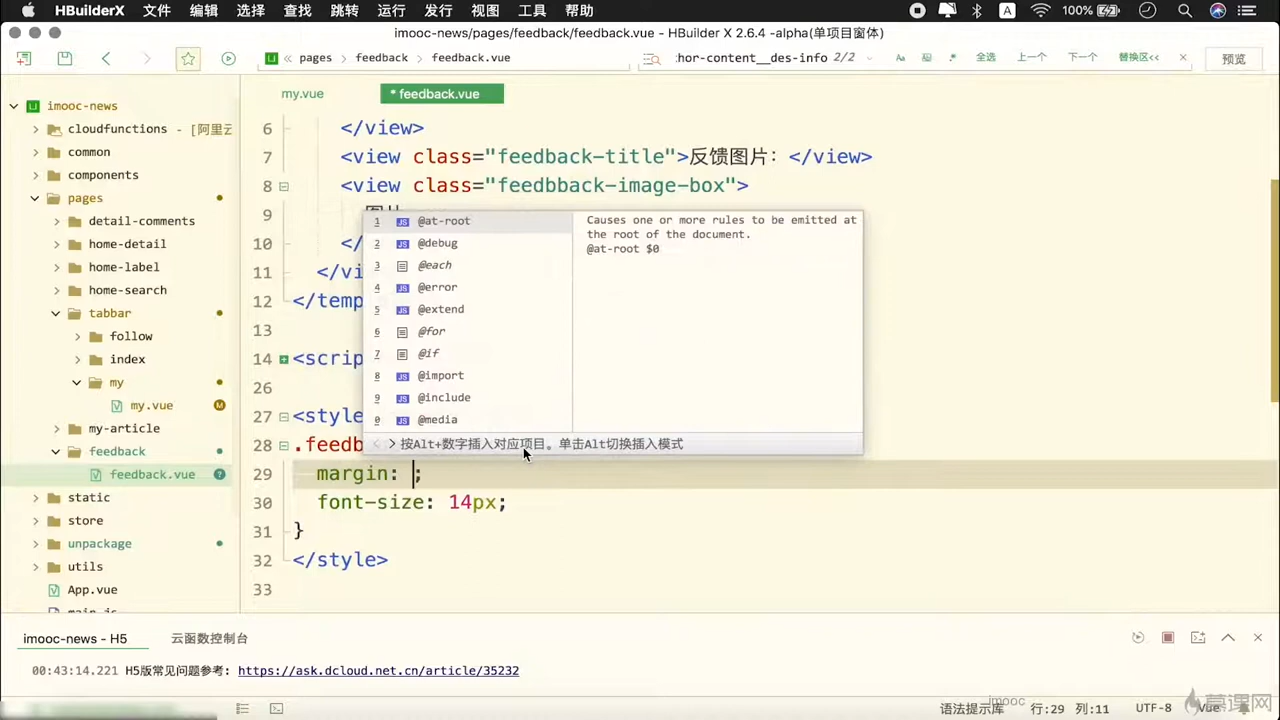 HBuilderX 文件 编辑 选择 查找 跳转 运行 发行 视图 工具 帮助 A 100%
imooc-news/pages/feedback/feedback.vue - HBuilder X 2.6.4 -alpha(单项目窗体)
pages feedback feedback.vue :hor-content__des-info 2/2 Aa .* 全选 上一个 下一个 替换区<< 预览
imooc-news
cloudfunctions - [阿里云
common
components
pages
detail-comments
home-detail
home-label
home-search
tabbar
follow
index
my
my.vue M
my-article
feedback
feedback.vue ?
static
store
unpackage
utils
App.vue
main.js
my.vue * feedback.vue
6 </view>
7 <view class="feedback-title">反馈图片：</view>
8 <view class="feedbback-image-box">
9 图片
10 </
11 </vi
12 </temp
13
14 <scrip
26
27 <style
28 .feedb
29 margin: ;
30 font-size: 14px;
31 }
32 </style>
33
1 @at-root
2 @debug
3 @each
4 @error
5 @extend
6 @for
7 @if
8 @import
9 @include
0 @media
Causes one or more rules to be emitted at
the root of the document.
@at-root $0
< > 按Alt+数字插入对应项目。单击Alt切换插入模式
imooc-news - H5 云函数控制台
00:43:14.221 H5版常见问题参考: https://ask.dcloud.net.cn/article/35232
语法提示库 行:29 列:11 UTF-8 Vue
imooc
慕课网